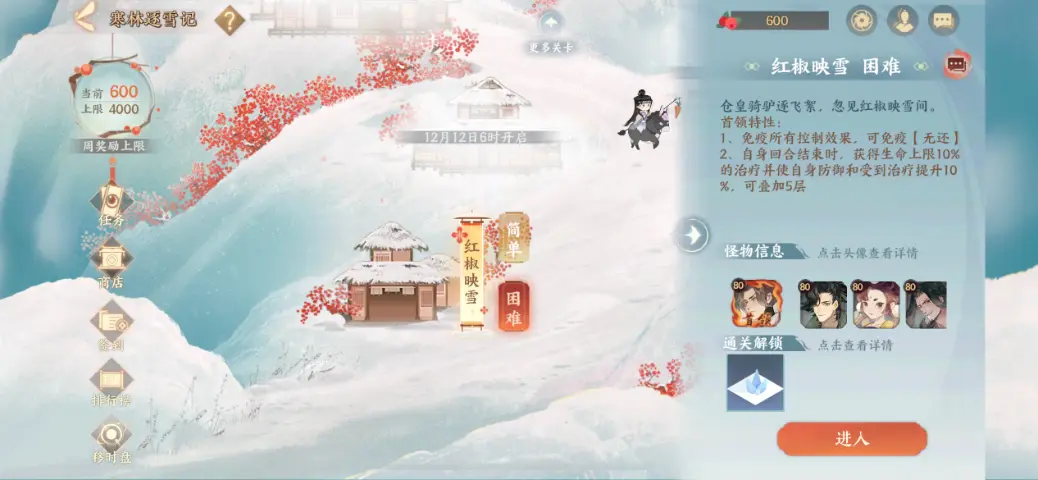 寒林逐雪记
?
当前 600
上限 4000
周奖励上限
任务
商店
签到
排行榜
移时盘
更多关卡
12月12日6时开启
红椒映雪
简单
困难
600
红椒映雪 困难
仓皇骑驴逐飞絮，忽见红椒映雪间。
首领特性：
1、免疫所有控制效果，可免疫【无还】
2、自身回合结束时，获得生命上限10%
的治疗并使自身防御和受到治疗提升10
%，可叠加5层
怪物信息 点击头像查看详情
80
80
80
80
首领
通关解锁 点击查看详情
进入